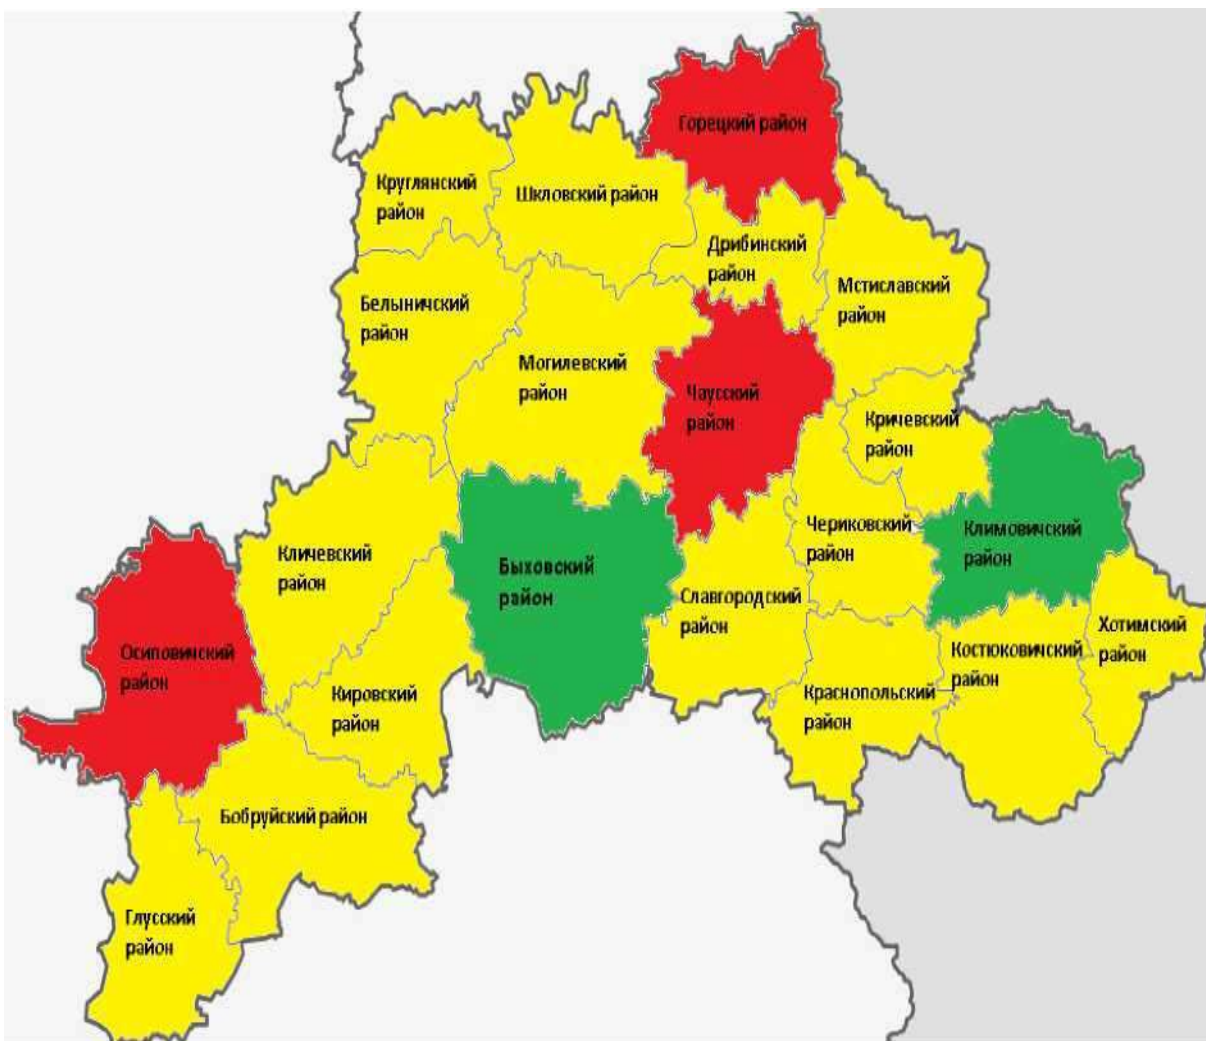 Горецкий район
Круглянский
район
Шкловский район
Дрибинский
район
Мстиславский
район
Белыничский
район
Могилевский
район
Чаусский
район
Кричевский
район
Чериковский
район
Климовичский
район
Кличевский
район
Быховский
район
Славгородский
район
Хотимский
район
Осиповичский
район
Кировский
район
Краснопольский
район
Костюковичский
район
Бобруйский район
Глусский
район